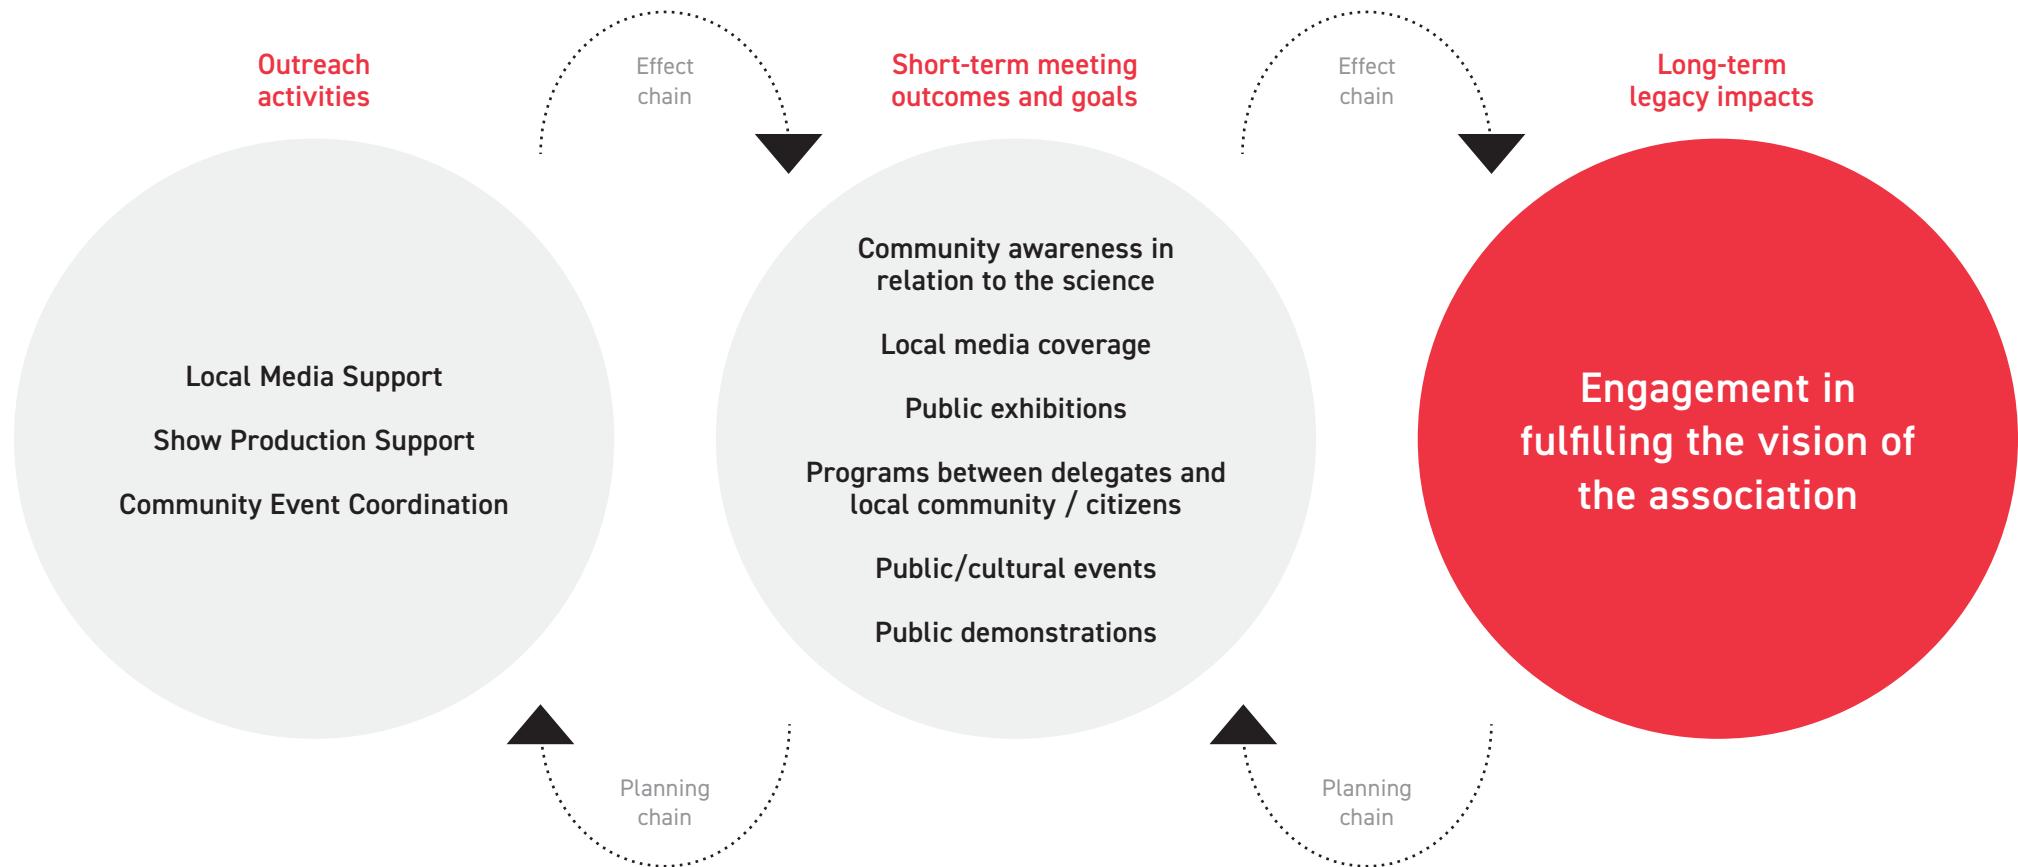 Outreach
activities
Effect
chain
Short-term meeting
outcomes and goals
Effect
chain
Long-term
legacy impacts
Local Media Support
Show Production Support
Community Event Coordination
Community awareness in
relation to the science
Local media coverage
Public exhibitions
Programs between delegates and
local community / citizens
Public/cultural events
Public demonstrations
Engagement in
fulfilling the vision of
the association
Planning
chain
Planning
chain